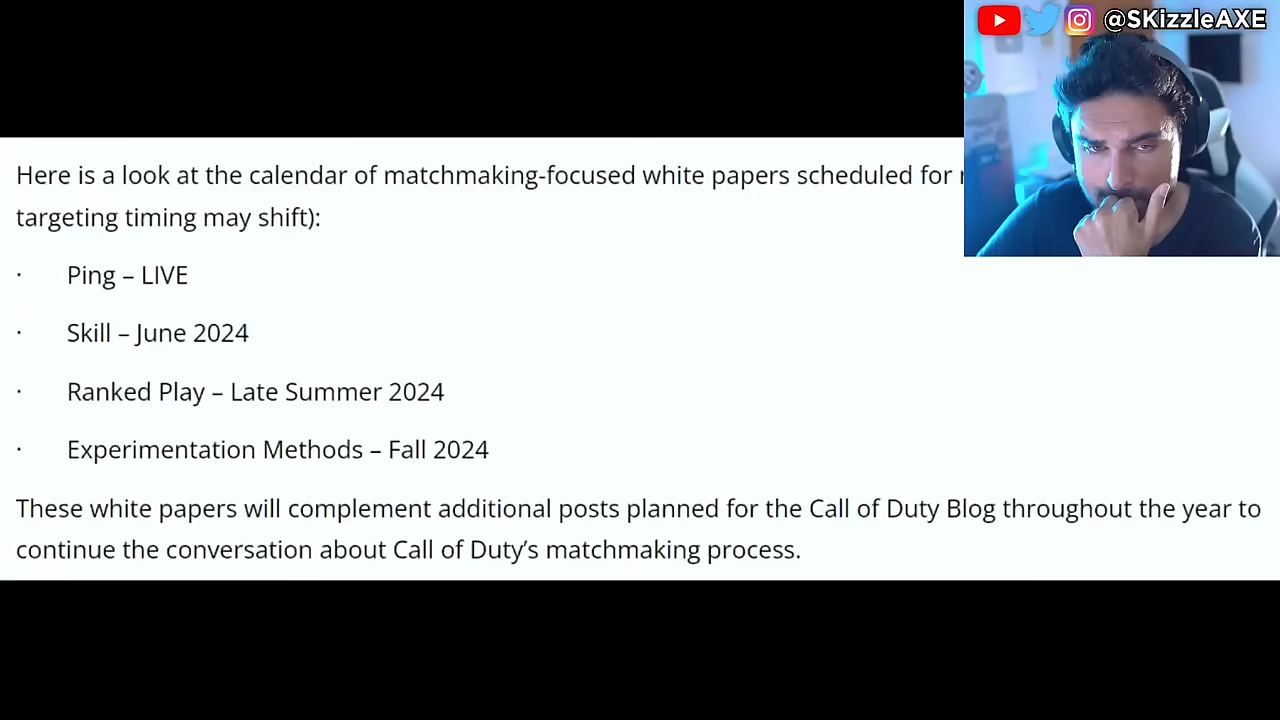 @SKizzleAXE
Here is a look at the calendar of matchmaking-focused white papers scheduled for
targeting timing may shift):
· Ping – LIVE
· Skill – June 2024
· Ranked Play – Late Summer 2024
· Experimentation Methods – Fall 2024
These white papers will complement additional posts planned for the Call of Duty Blog throughout the year to
continue the conversation about Call of Duty’s matchmaking process.